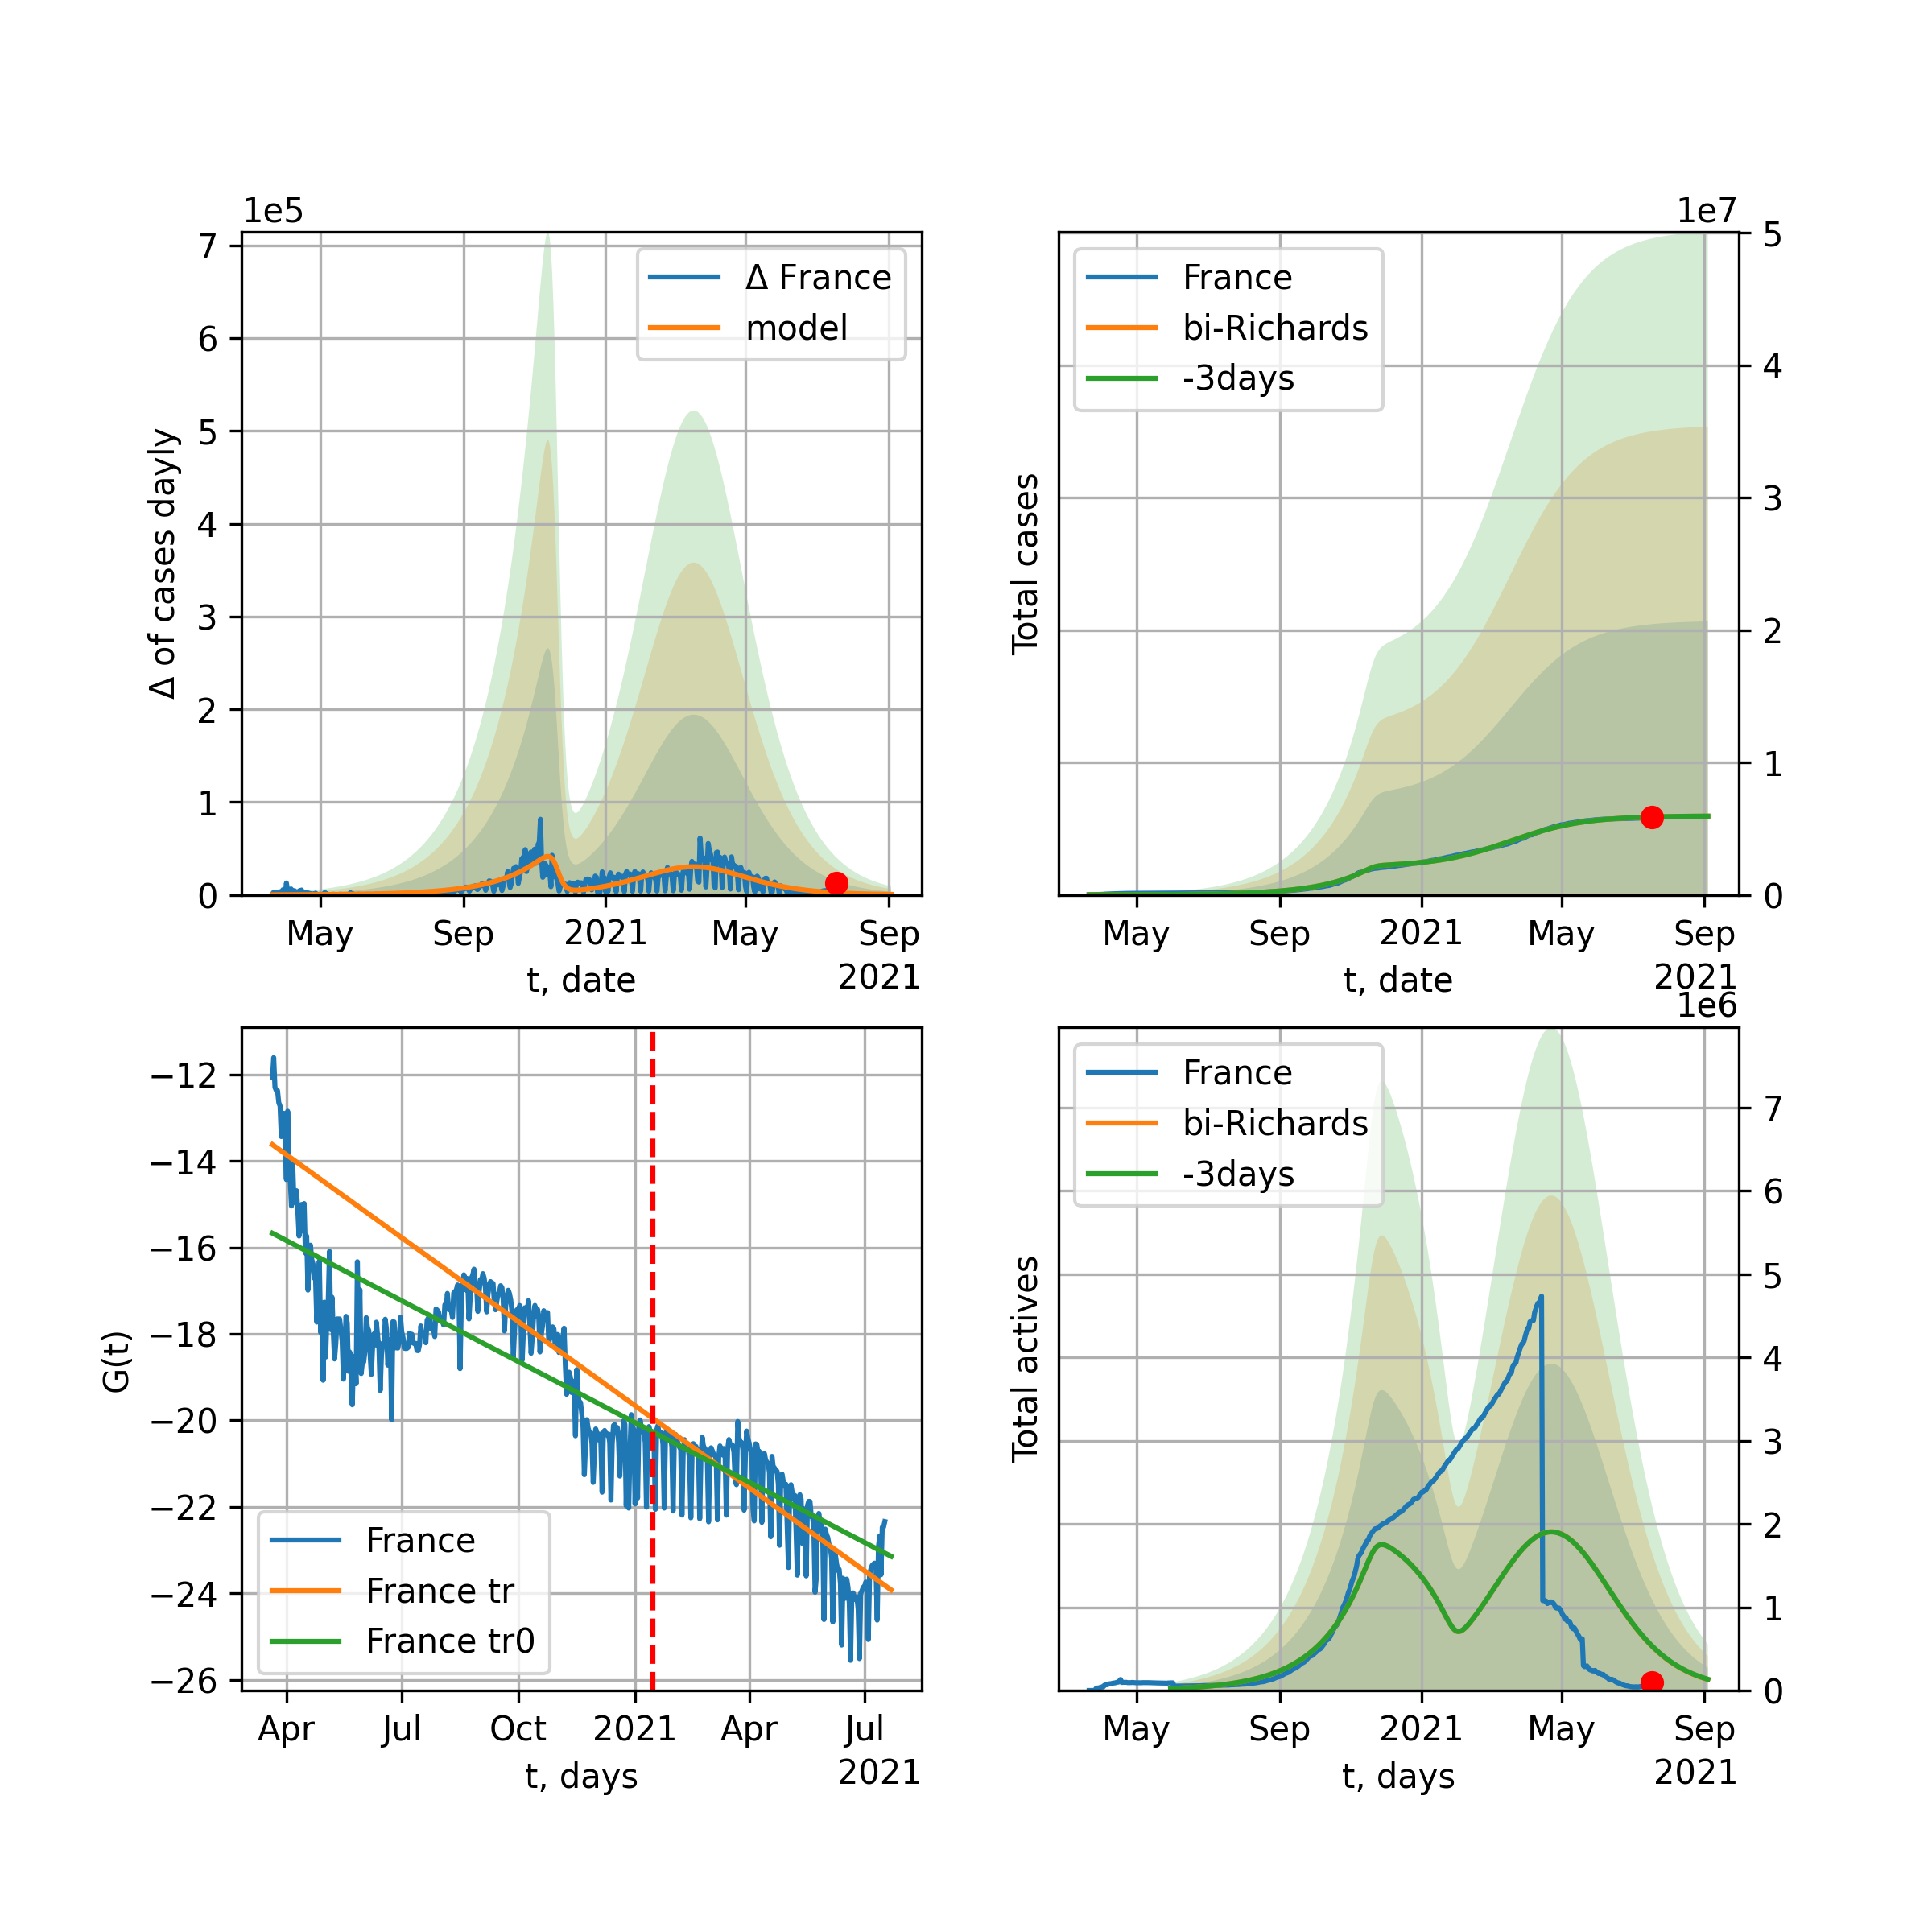 1e5
7
6
5
4
3
2
1
0
Δ of cases dayly
Δ France
model
May Sep 2021 May Sep
2021
t, date
1e7
5
4
3
2
1
0
Total cases
France
bi-Richards
-3days
May Sep 2021 May Sep
2021
t, date
−12
−14
−16
−18
−20
−22
−24
−26
G(t)
France
France tr
France tr0
Apr Jul Oct 2021 Apr Jul
2021
t, days
1e6
7
6
5
4
3
2
1
0
Total actives
France
bi-Richards
-3days
May Sep 2021 May Sep
2021
t, days